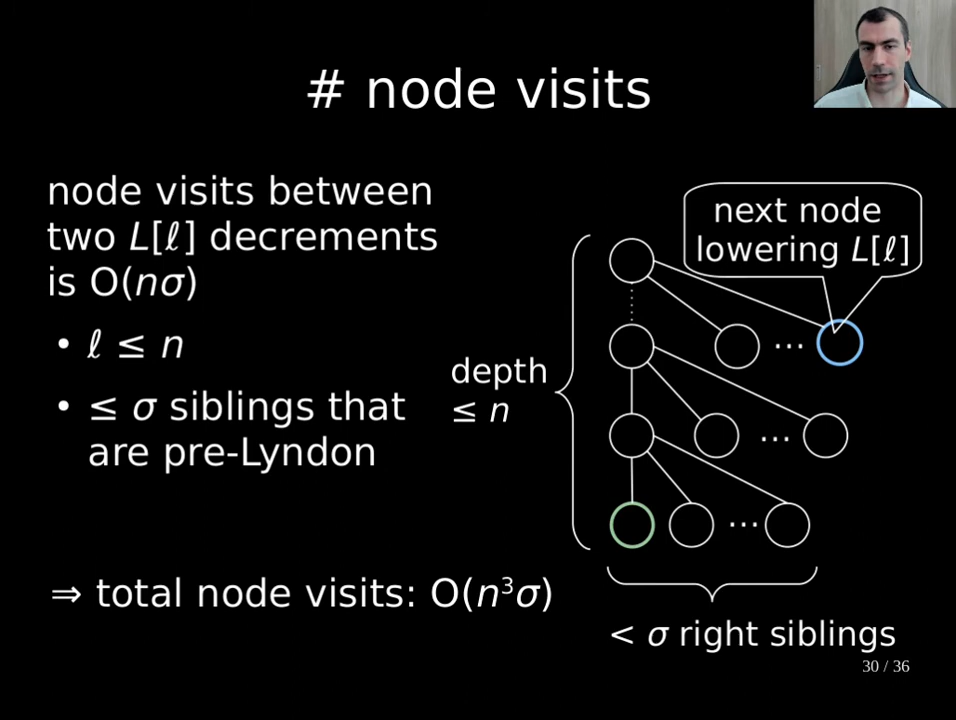 # node visits
node visits between
two L[ℓ] decrements
is O(nσ)
• ℓ ≤ n
• ≤ σ siblings that
are pre-Lyndon
⇒ total node visits: O(n³σ)
next node
lowering L[ℓ]
...
depth
≤ n
...
...
< σ right siblings
30 / 36